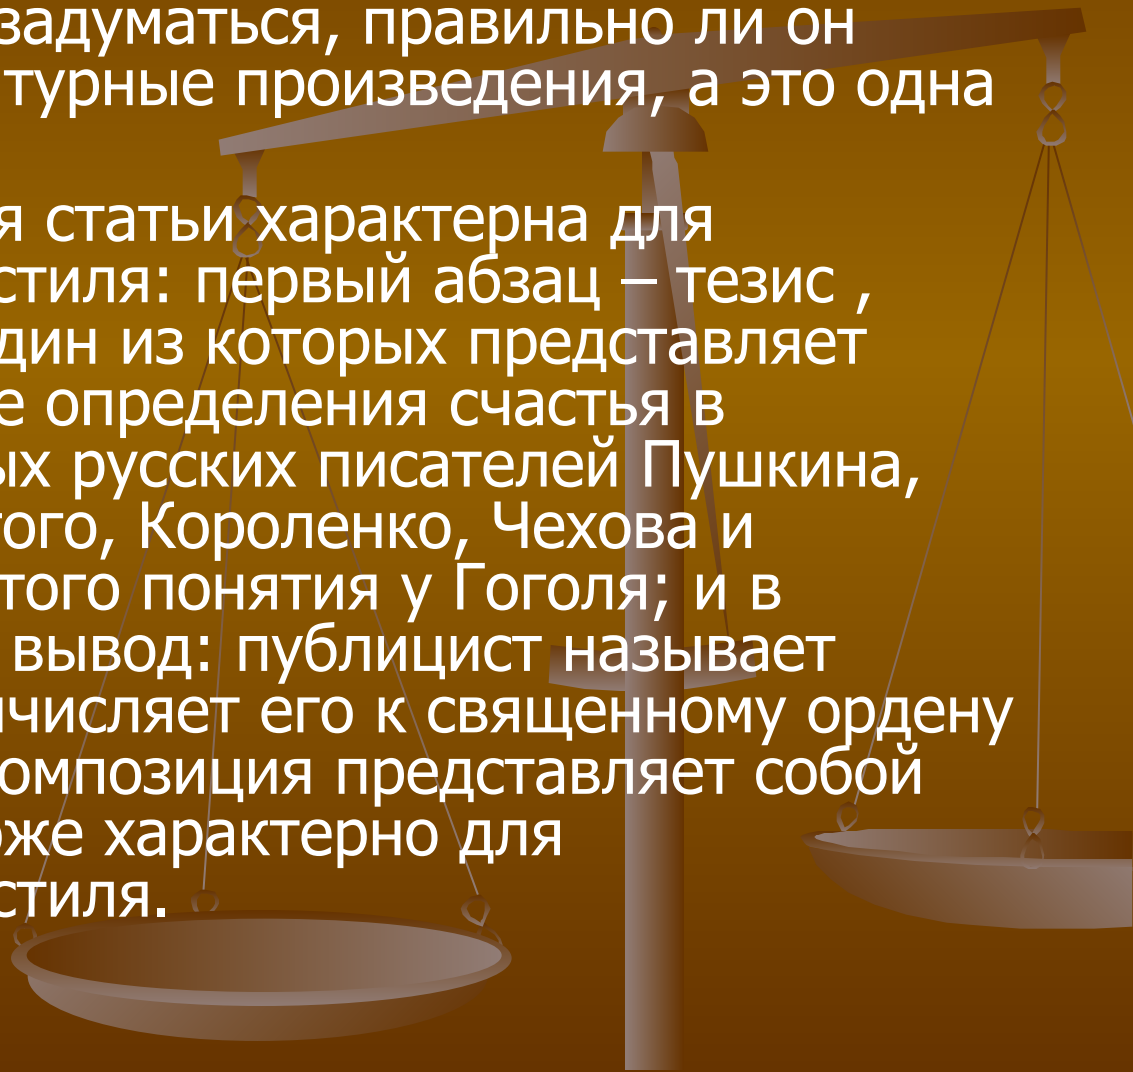 задуматься, правильно ли он
турные произведения, а это одна
я статьи характерна для
стиля: первый абзац – тезис ,
дин из которых представляет
е определения счастья в
ых русских писателей Пушкина,
того, Короленко, Чехова и
того понятия у Гоголя; и в
вывод: публицист называет
ичисляет его к священному ордену
омпозиция представляет собой
оже характерно для
стиля.